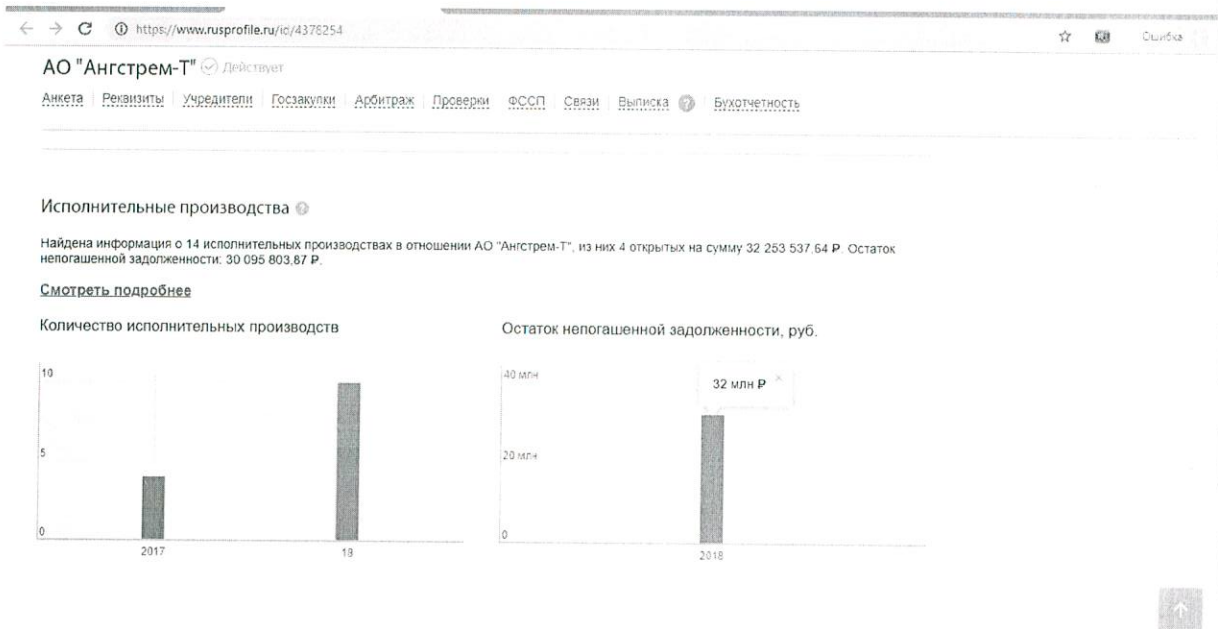 https://www.rusprofile.ru/id/4378254
Ошибка
АО "Ангстрем-Т" Действует
Анкета Реквизиты Учредители Госзакупки Арбитраж Проверки ФССП Связи Выписка ? Бухотчетность
Исполнительные производства ?
Найдена информация о 14 исполнительных производствах в отношении АО "Ангстрем-Т", из них 4 открытых на сумму 32 253 537,64 ₽. Остаток
непогашенной задолженности: 30 095 803,87 ₽.
Смотреть подробнее
Количество исполнительных производств
10
5
0
2017
18
Остаток непогашенной задолженности, руб.
40 млн
32 млн ₽ ×
20 млн
0
2018